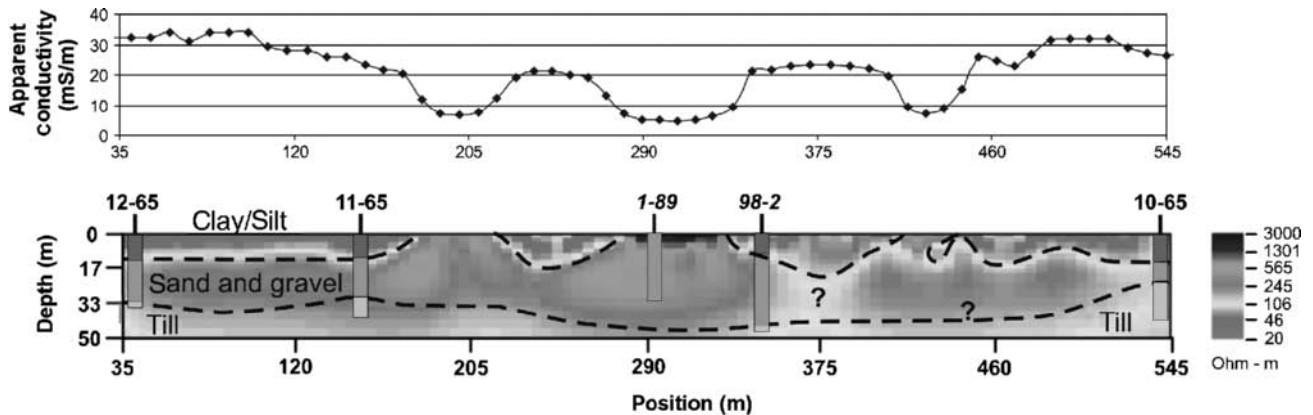 Apparent
conductivity
(mS/m)
40
30
20
10
0
35 120 205 290 375 460 545
12-65 11-65 1-89 98-2 10-65
Clay/Silt
Depth (m)
0
17
33
50
Sand and gravel
Till
?
?
Till
35 120 205 290 375 460 545
Position (m)
3000
1301
565
245
106
46
20
Ohm - m